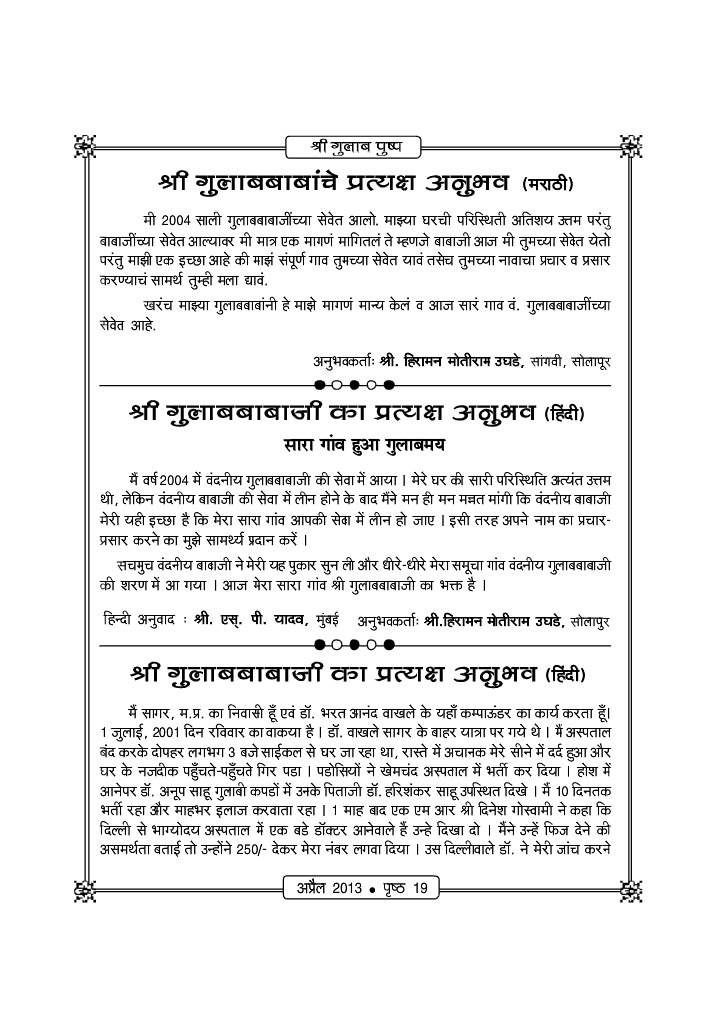 श्री गुलाब पुष्प
श्री गुलाबबाबांचे प्रत्यक्ष अनुभव (मराठी)
मी 2004 साली गुलाबबाबाजींच्या सेवेत आलो. माझ्या घरची परिस्थिती अतिशय उत्तम परंतु
बाबाजींच्या सेवेत आल्यावर मी मात्र एक मागणं मागितलं ते म्हणजे बाबाजी आज मी तुमच्या सेवेत येतो
परंतु माझी एक इच्छा आहे की माझं संपूर्ण गाव तुमच्या सेवेत यावं तसेच तुमच्या नावाचा प्रचार व प्रसार
करण्याचं सामर्थ तुम्ही मला द्यावं.
खरंच माझ्या गुलाबबाबांनी हे माझे मागणं मान्य केलं व आज सारं गाव वं. गुलाबबाबाजींच्या
सेवेत आहे.
अनुभवकर्ताः श्री. हिरामन मोतीराम उघडे, सांगवी, सोलापूर
श्री गुलाबबाबाजी का प्रत्यक्ष अनुभव (हिंदी)
सारा गांव हुआ गुलाबमय
मैं वर्ष 2004 में वंदनीय गुलाबबाबाजी की सेवा में आया । मेरे घर की सारी परिस्थिति अत्यंत उत्तम
थी, लेकिन वंदनीय बाबाजी की सेवा में लीन होने के बाद मैंने मन ही मन मन्नत मांगी कि वंदनीय बाबाजी
मेरी यही इच्छा है कि मेरा सारा गांव आपकी सेवा में लीन हो जाए । इसी तरह अपने नाम का प्रचार-
प्रसार करने का मुझे सामर्थ्य प्रदान करें ।
सचमुच वंदनीय बाबाजी ने मेरी यह पुकार सुन ली और धीरे-धीरे मेरा समूचा गांव वंदनीय गुलाबबाबाजी
की शरण में आ गया । आज मेरा सारा गांव श्री गुलाबबाबाजी का भक्त है ।
हिन्दी अनुवाद : श्री. एस्. पी. यादव, मुंबई अनुभवकर्ताः श्री.हिरामन मोतीराम उघडे, सोलापुर
श्री गुलाबबाबाजी का प्रत्यक्ष अनुभव (हिंदी)
मैं सागर, म.प्र. का निवासी हूँ एवं डॉ. भरत आनंद वाखले के यहाँ कम्पाऊंडर का कार्य करता हूँ।
1 जुलाई, 2001 दिन रविवार का वाकया है । डॉ. वाखले सागर के बाहर यात्रा पर गये थे । मैं अस्पताल
बंद करके दोपहर लगभग 3 बजे साईकल से घर जा रहा था, रास्ते में अचानक मेरे सीने में दर्द हुआ और
घर के नजदीक पहुँचते-पहुँचते गिर पडा । पडोसियों ने खेमचंद अस्पताल में भर्ती कर दिया । होश में
आनेपर डॉ. अनूप साहू गुलाबी कपडों में उनके पिताजी डॉ. हरिशंकर साहू उपस्थित दिखे । मैं 10 दिनतक
भर्ती रहा और माहभर इलाज करवाता रहा । 1 माह बाद एक एम आर श्री दिनेश गोस्वामी ने कहा कि
दिल्ली से भाग्योदय अस्पताल में एक बडे डॉक्टर आनेवाले हैं उन्हे दिखा दो । मैंने उन्हें फिज देने की
असमर्थता बताई तो उन्होंने 250/- देकर मेरा नंबर लगवा दिया । उस दिल्लीवाले डॉ. ने मेरी जांच करने
अप्रैल 2013 ● पृष्ठ 19